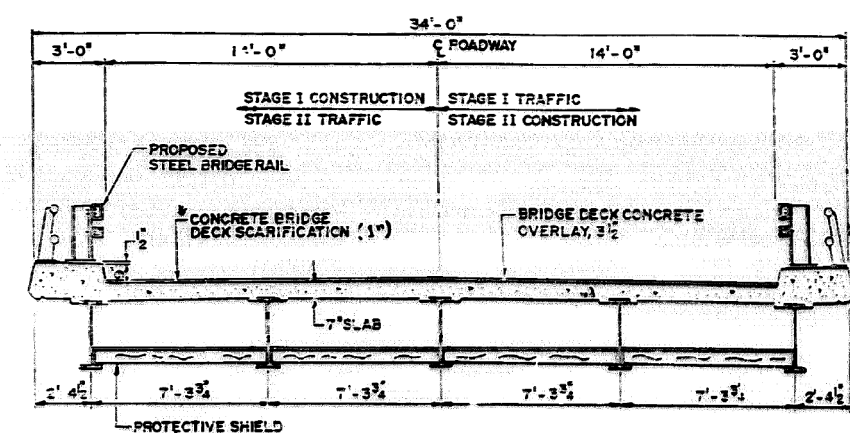 34'-0"
3'-0"
℄ ROADWAY
14'-0"
3'-0"
STAGE I CONSTRUCTION
STAGE I TRAFFIC
STAGE II TRAFFIC
STAGE II CONSTRUCTION
PROPOSED
STEEL BRIDGE RAIL
CONCRETE BRIDGE
DECK SCARIFICATION (1")
BRIDGE DECK CONCRETE
OVERLAY, 3½"
7" SLAB
2'-4½"
7'-3¾"
7'-3¾"
7'-3¾"
7'-3¾"
2'-4½"
PROTECTIVE SHIELD